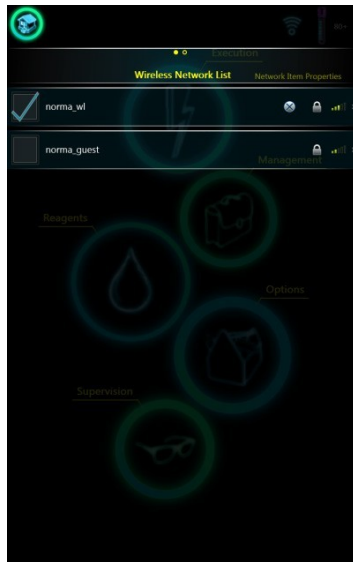 Execution
Wireless Network List
Network Item Properties
norma_wl
norma_guest
Management
Reagents
Options
Supervision